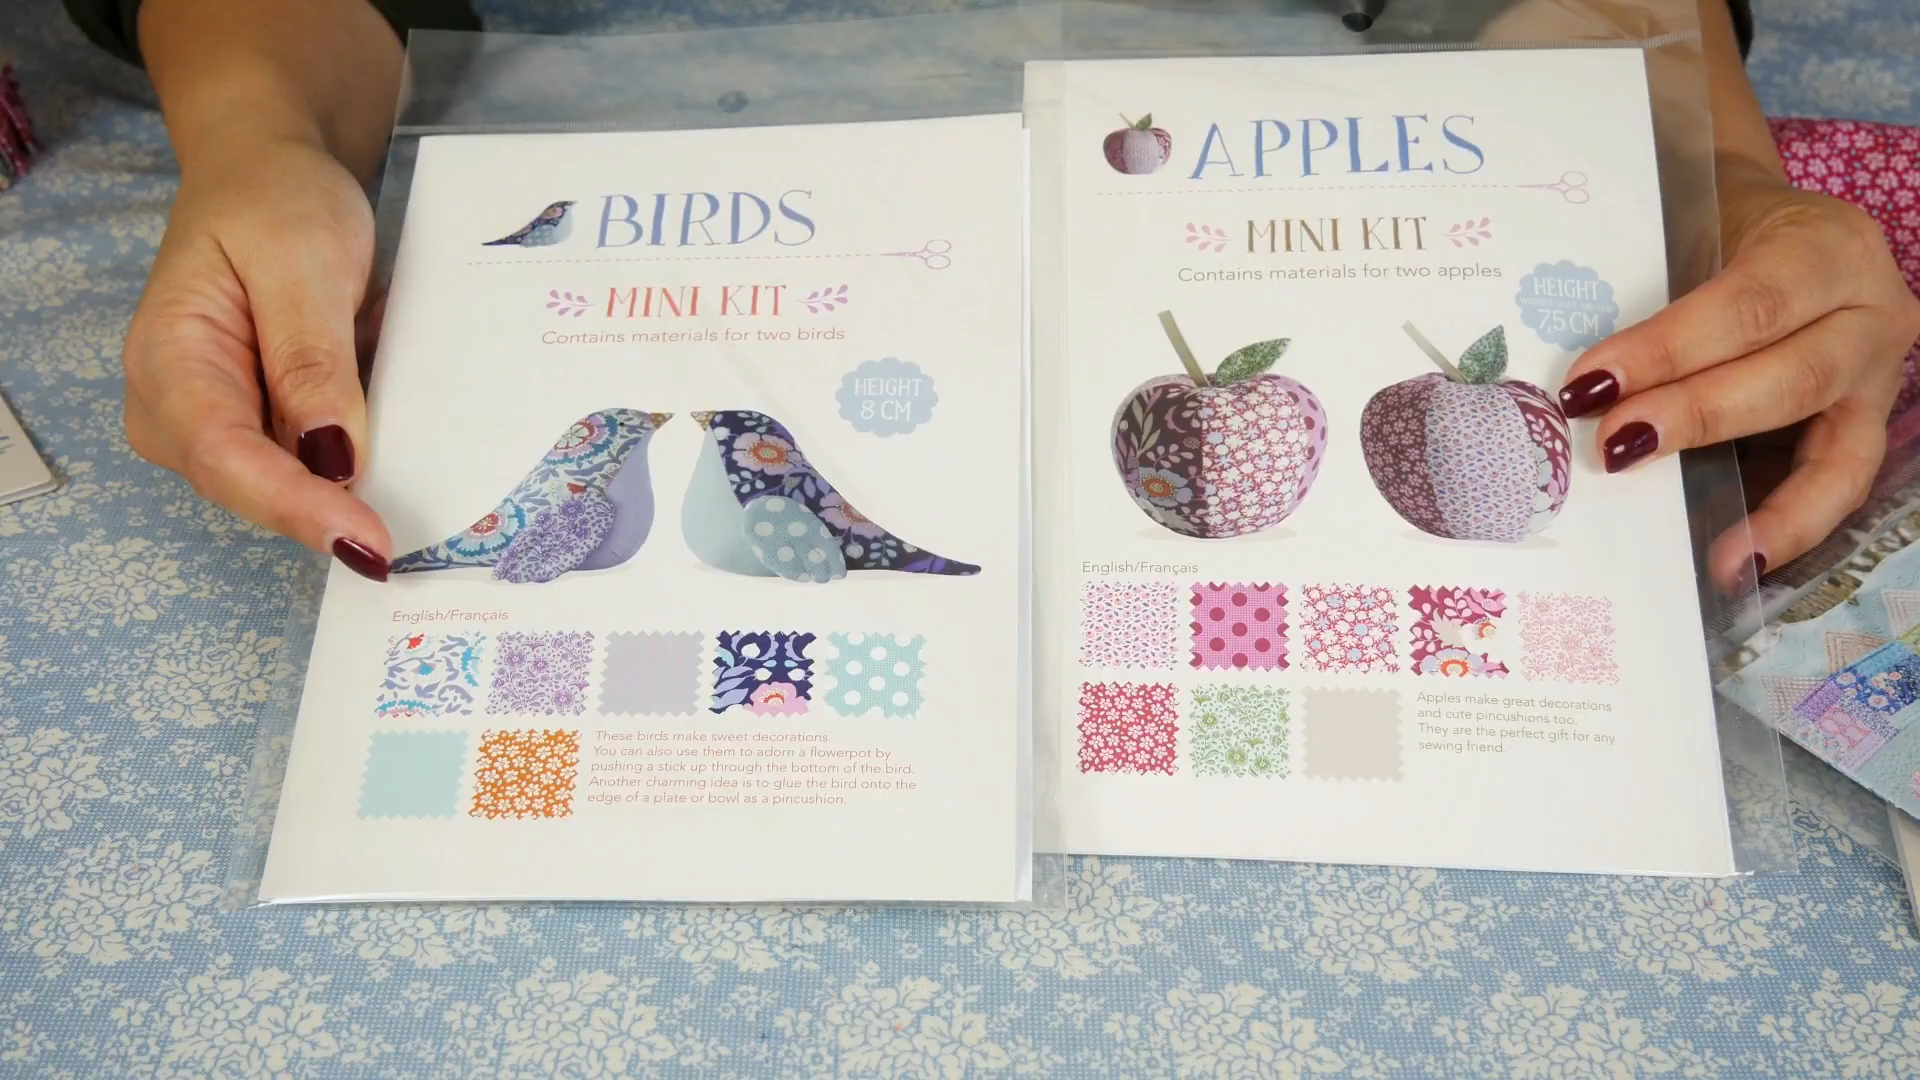 BIRDS
MINI KIT
Contains materials for two birds
HEIGHT
8 CM
English/Français
These birds make sweet decorations.
You can also use them to adorn a flowerpot by
pushing a stick up through the bottom of the bird.
Another charming idea is to glue the bird onto the
edge of a plate or bowl as a pincushion.
APPLES
MINI KIT
Contains materials for two apples
HEIGHT
7,5 CM
English/Français
Apples make great decorations
and cute pincushions too.
They are the perfect gift for any
sewing friend.